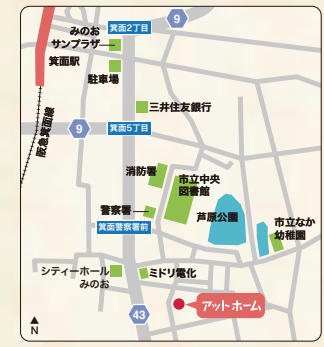 みのお
サンプラザ
箕面2丁目
9
箕面駅
駐車場
三井住友銀行
阪急箕面線
9
箕面5丁目
消防署
市立中央
図書館
警察署
芦原公園
市立なか
幼稚園
箕面警察署前
シティーホール
みのお
ミドリ電化
アットホーム
43
N